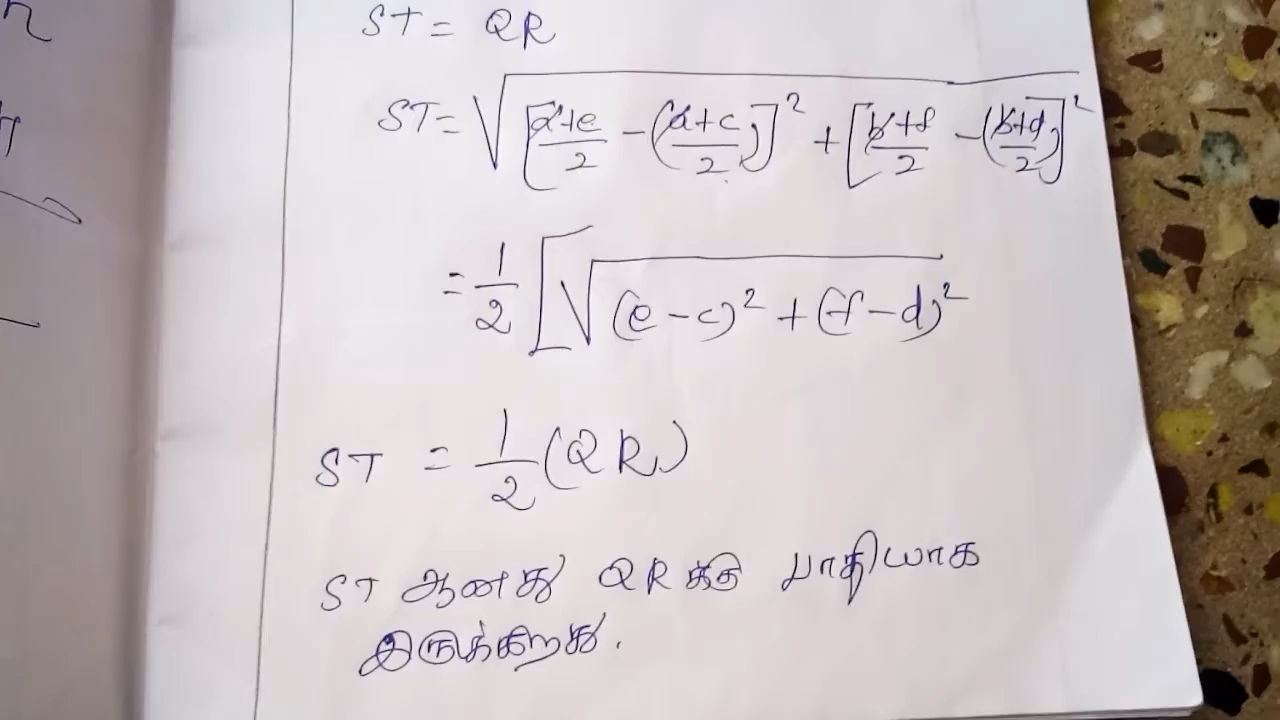 ST = QR
ST = √[a+e/2 - (a+c/2)]² + [b+f/2 - (b+d/2)]²
= 1/2 [√(e - c)² + (f - d)²
ST = 1/2 (QR)
ST ஆனது QR க்கு பாதியாக
இருக்கிறது.